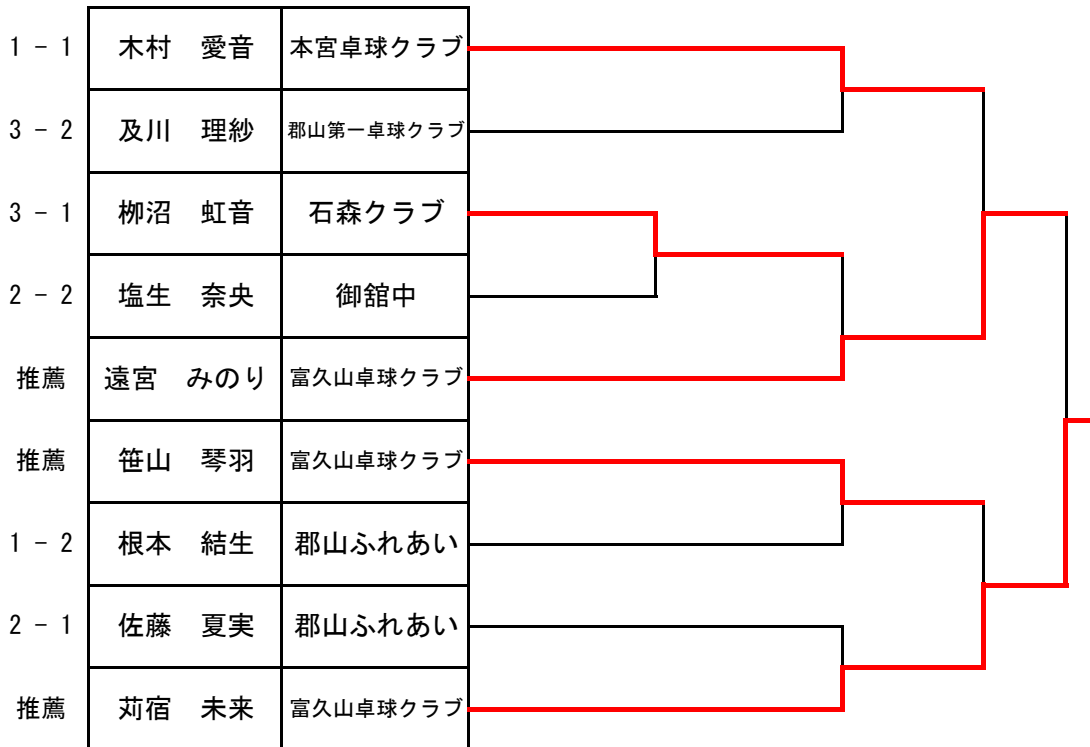 1 - 1 木村 愛音 本宮卓球クラブ
3 - 2 及川 理紗 郡山第一卓球クラブ
3 - 1 栁沼 虹音 石森クラブ
2 - 2 塩生 奈央 御舘中
推薦 遠宮 みのり 富久山卓球クラブ
推薦 笹山 琴羽 富久山卓球クラブ
1 - 2 根本 結生 郡山ふれあい
2 - 1 佐藤 夏実 郡山ふれあい
推薦 苅宿 未来 富久山卓球クラブ